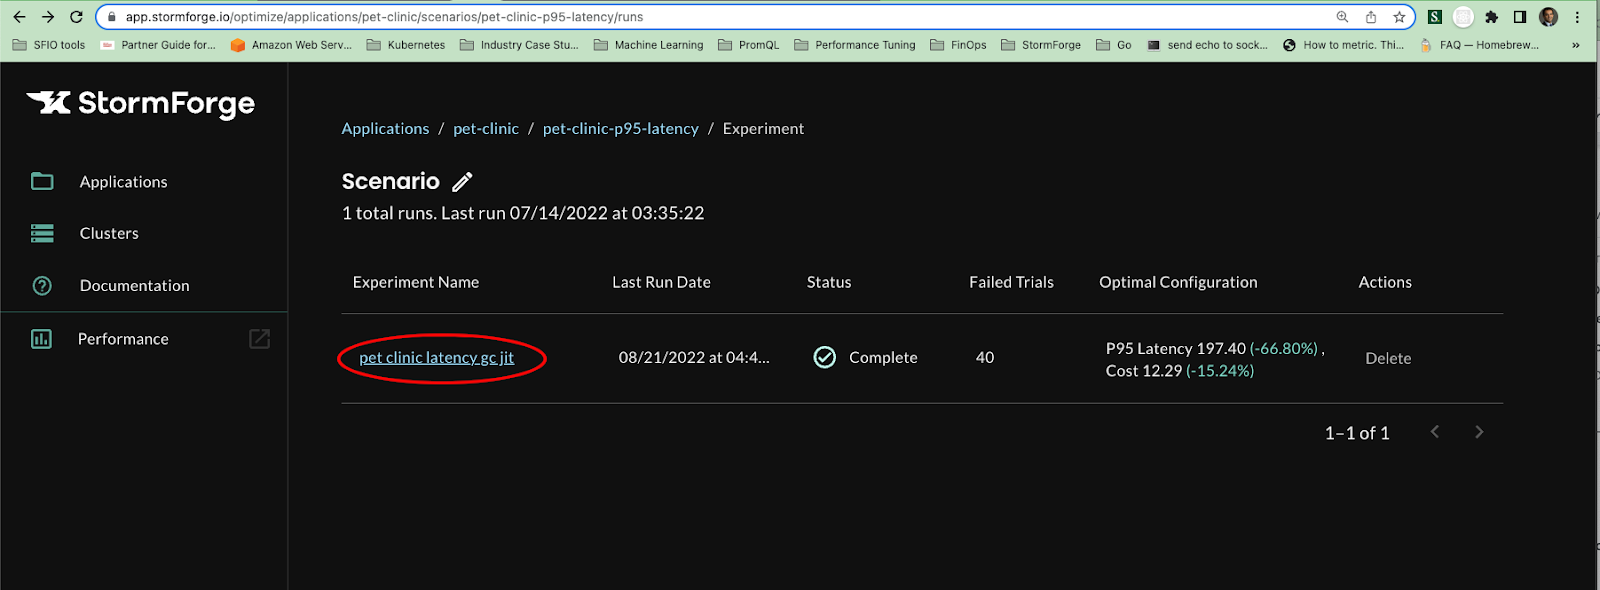 app.stormforge.io/optimize/applications/pet-clinic/scenarios/pet-clinic-p95-latency/runs
SFIO tools Partner Guide for... Amazon Web Serv... Kubernetes Industry Case Stu... Machine Learning PromQL Performance Tuning FinOps StormForge Go send echo to sock... How to metric. Thi... FAQ — Homebrew... »
StormForge
Applications
Clusters
Documentation
Performance
Applications / pet-clinic / pet-clinic-p95-latency / Experiment
Scenario
1 total runs. Last run 07/14/2022 at 03:35:22
Experiment Name Last Run Date Status Failed Trials Optimal Configuration Actions
pet clinic latency gc jit 08/21/2022 at 04:4... Complete 40 P95 Latency 197.40 (-66.80%) ,
Cost 12.29 (-15.24%) Delete
1–1 of 1